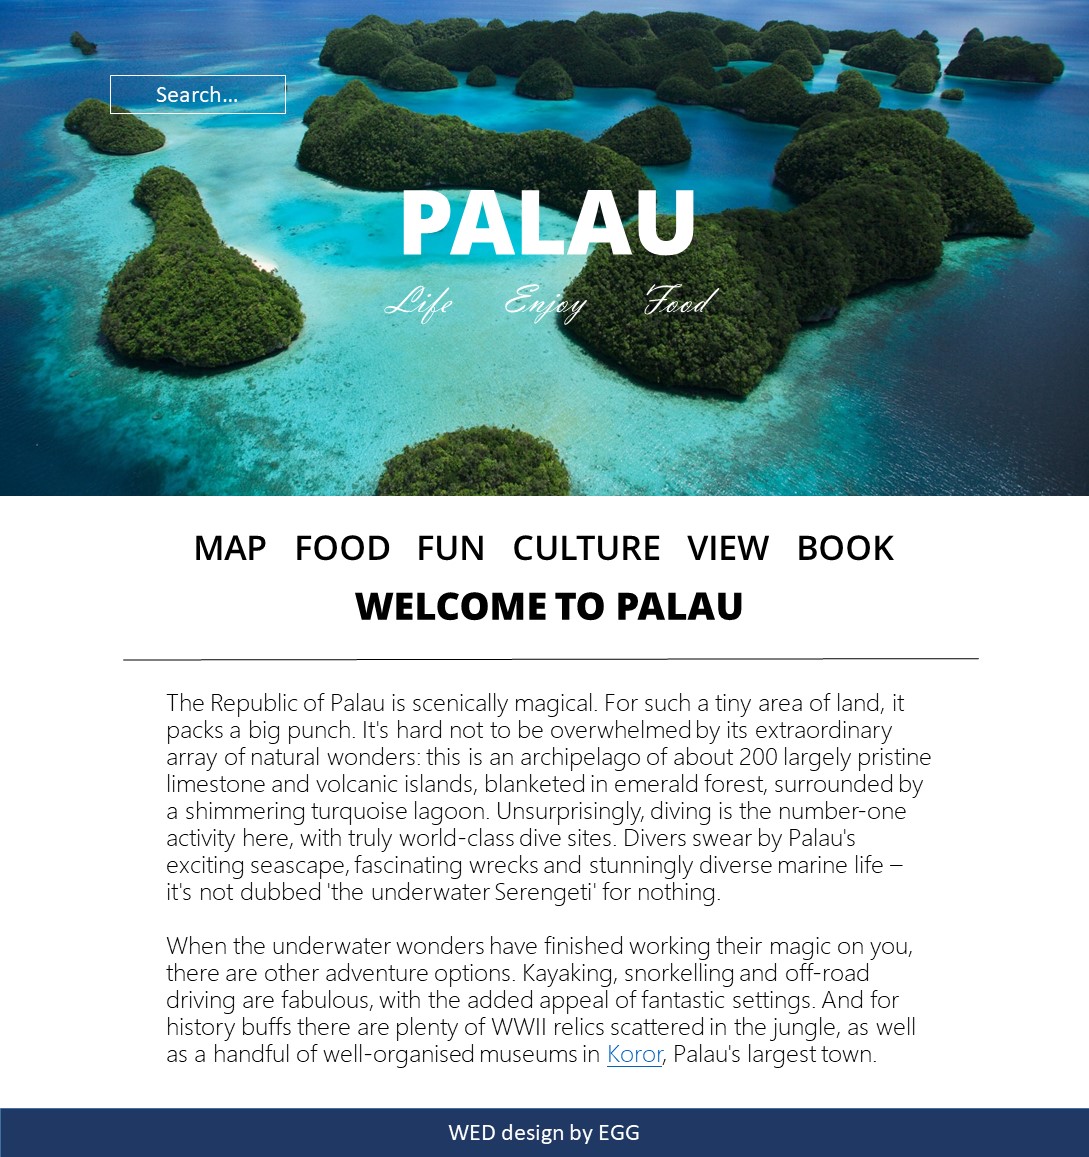 Search...
PALAU
Life Enjoy Food
MAP FOOD FUN CULTURE VIEW BOOK
WELCOME TO PALAU
The Republic of Palau is scenically magical. For such a tiny area of land, it
packs a big punch. It's hard not to be overwhelmed by its extraordinary
array of natural wonders: this is an archipelago of about 200 largely pristine
limestone and volcanic islands, blanketed in emerald forest, surrounded by
a shimmering turquoise lagoon. Unsurprisingly, diving is the number-one
activity here, with truly world-class dive sites. Divers swear by Palau's
exciting seascape, fascinating wrecks and stunningly diverse marine life –
it's not dubbed 'the underwater Serengeti' for nothing.
When the underwater wonders have finished working their magic on you,
there are other adventure options. Kayaking, snorkelling and off-road
driving are fabulous, with the added appeal of fantastic settings. And for
history buffs there are plenty of WWII relics scattered in the jungle, as well
as a handful of well-organised museums in Koror, Palau's largest town.
WED design by EGG